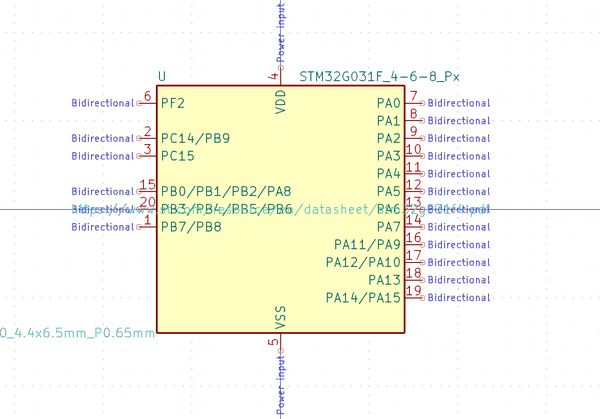 Power input
4
U
STM32G031F_4-6-8_Px
VDD
Bidirectional 6 PF2
PA0 7 Bidirectional
PA1 8 Bidirectional
Bidirectional 2 PC14/PB9
PA2 9 Bidirectional
Bidirectional 3 PC15
PA3 10 Bidirectional
PA4 11 Bidirectional
Bidirectional 15 PB0/PB1/PB2/PA8
PA5 12 Bidirectional
20 PB3/PB4/PB5/PB6
PA6 13 Bidirectional
Bidirectional 1 PB7/PB8
PA7 14 Bidirectional
PA11/PA9 16 Bidirectional
PA12/PA10 17 Bidirectional
PA13 18 Bidirectional
PA14/PA15 19 Bidirectional
VSS
0_4.4x6.5mm_P0.65mm
5
Power input